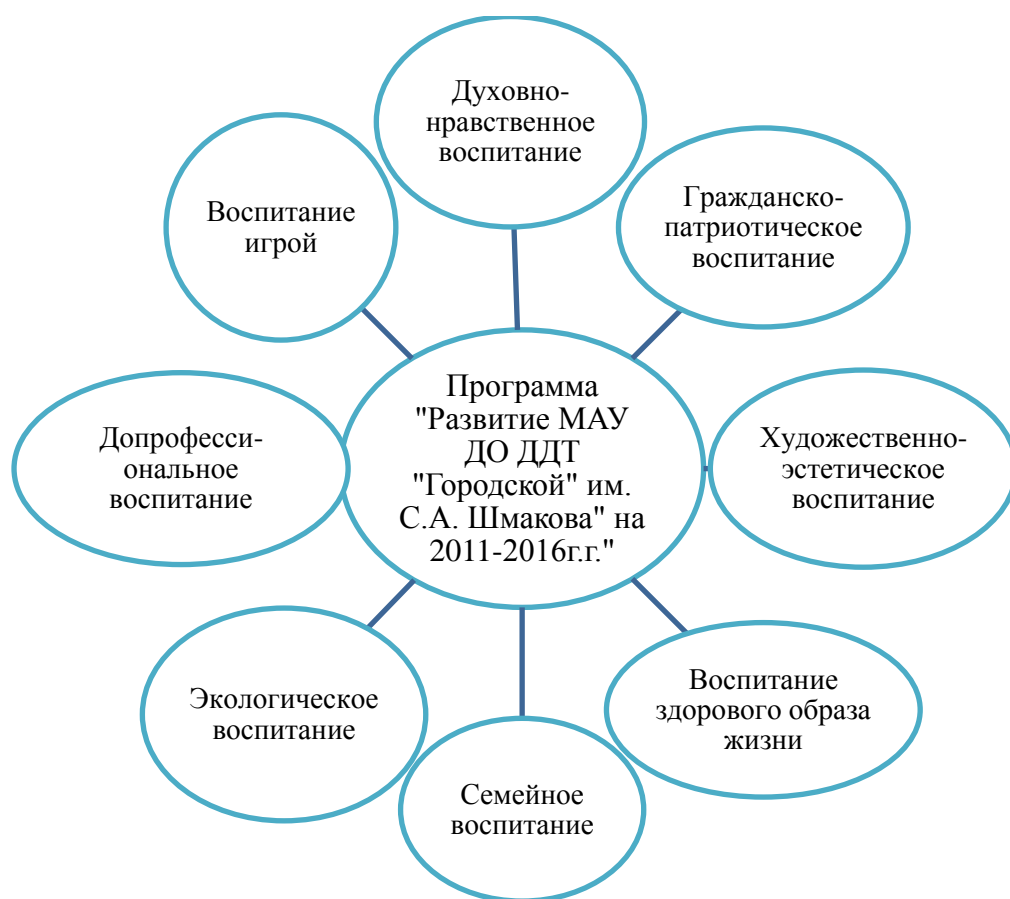 Духовно-
нравственное
воспитание
Гражданско-
патриотическое
воспитание
Художественно-
эстетическое
воспитание
Воспитание
здорового образа
жизни
Семейное
воспитание
Экологическое
воспитание
Допрофесси-
ональное
воспитание
Воспитание
игрой
Программа
"Развитие МАУ
ДО ДДТ
"Городской" им.
С.А. Шмакова" на
2011-2016г.г."